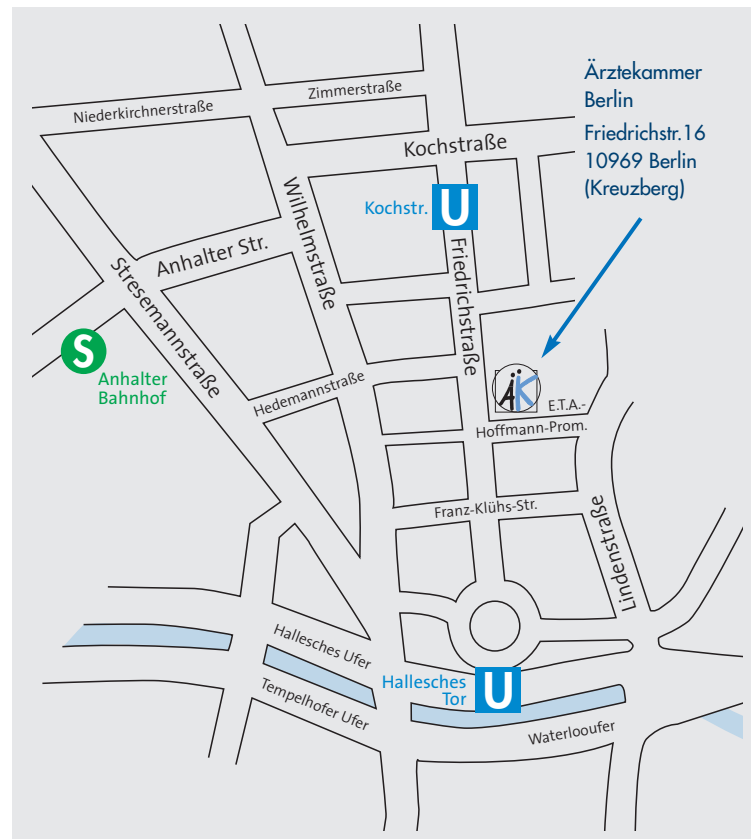 Ärztekammer
Berlin
Friedrichstr.16
10969 Berlin
(Kreuzberg)
Zimmerstraße
Niederkirchnerstraße
Kochstraße
Wilhelmstraße
Kochstr.
U
Anhalter Str.
Friedrichstraße
Stresemannstraße
S
Anhalter
Bahnhof
Hedemannstraße
ÄK
E.T.A.-
Hoffmann-Prom.
Franz-Klühs-Str.
Lindenstraße
Hallesches Ufer
Hallesches
Tor
U
Tempelhofer Ufer
Waterlooufer